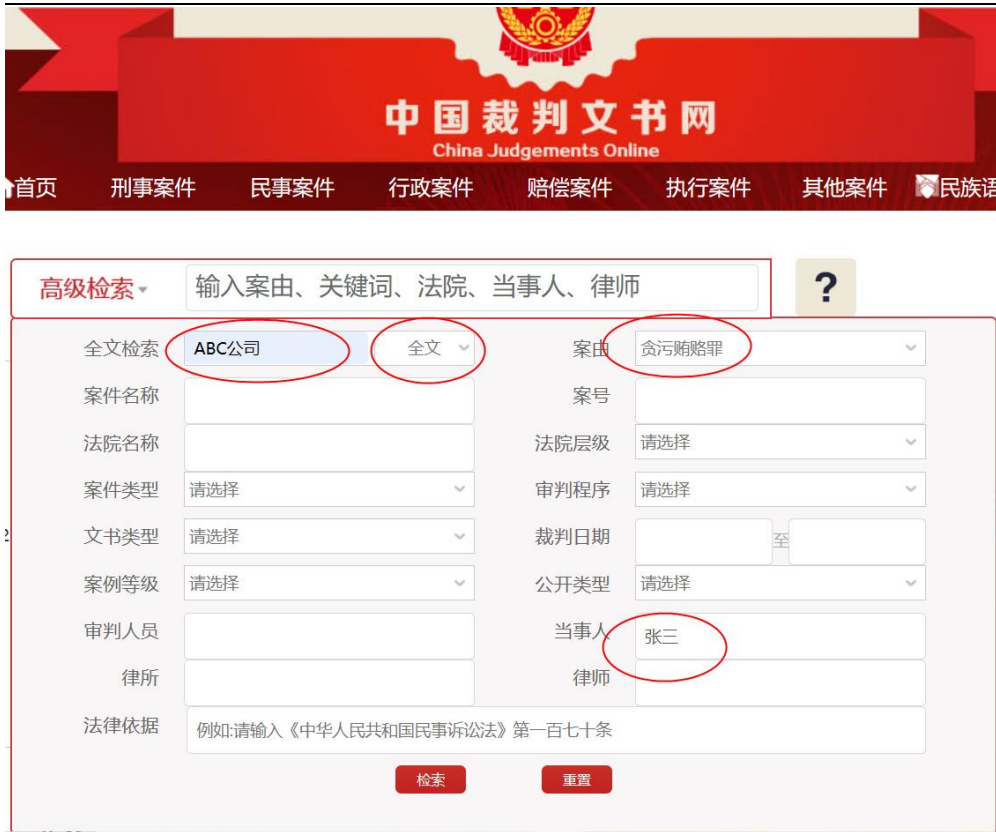 中国裁判文书网
China Judgements Online
首页 刑事案件 民事案件 行政案件 赔偿案件 执行案件 其他案件 民族语
高级检索 输入案由、关键词、法院、当事人、律师 ?
全文检索 ABC公司 全文 案由 贪污贿赂罪
案件名称 案号
法院名称 法院层级 请选择
案件类型 请选择 审判程序 请选择
文书类型 请选择 裁判日期 至
案例等级 请选择 公开类型 请选择
审判人员 当事人 张三
律所 律师
法律依据 例如:请输入《中华人民共和国民事诉讼法》第一百七十条
检索 重置